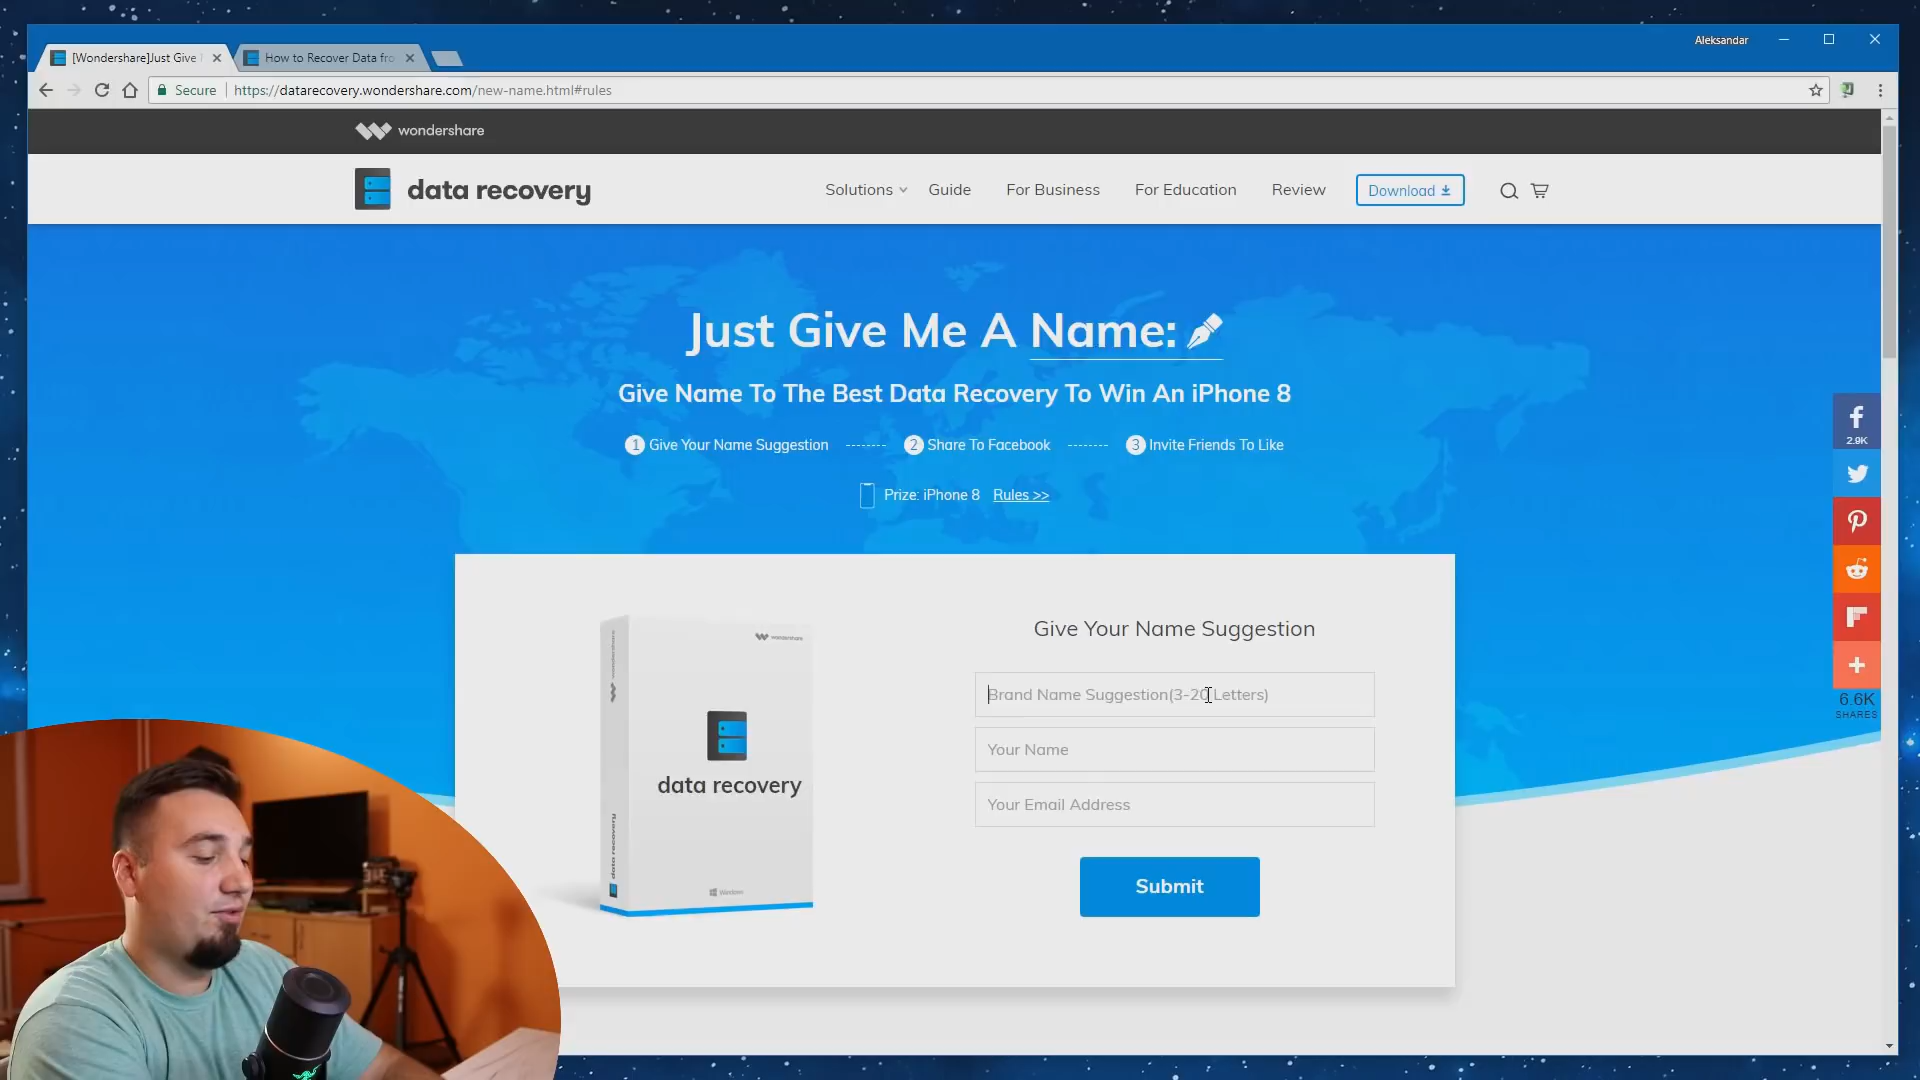 Aleksandar
[Wondershare]Just Give
How to Recover Data fro
Secure
https://datarecovery.wondershare.com/new-name.html#rules
wondershare
data recovery
Solutions
Guide
For Business
For Education
Review
Download
Just Give Me A Name:
Give Name To The Best Data Recovery To Win An iPhone 8
1 Give Your Name Suggestion
2 Share To Facebook
3 Invite Friends To Like
Prize: iPhone 8 Rules >>
2.9K
6.6K
SHARES
wondershare
data recovery
data recovery
Windows
Give Your Name Suggestion
Brand Name Suggestion(3-20 Letters)
Your Name
Your Email Address
Submit